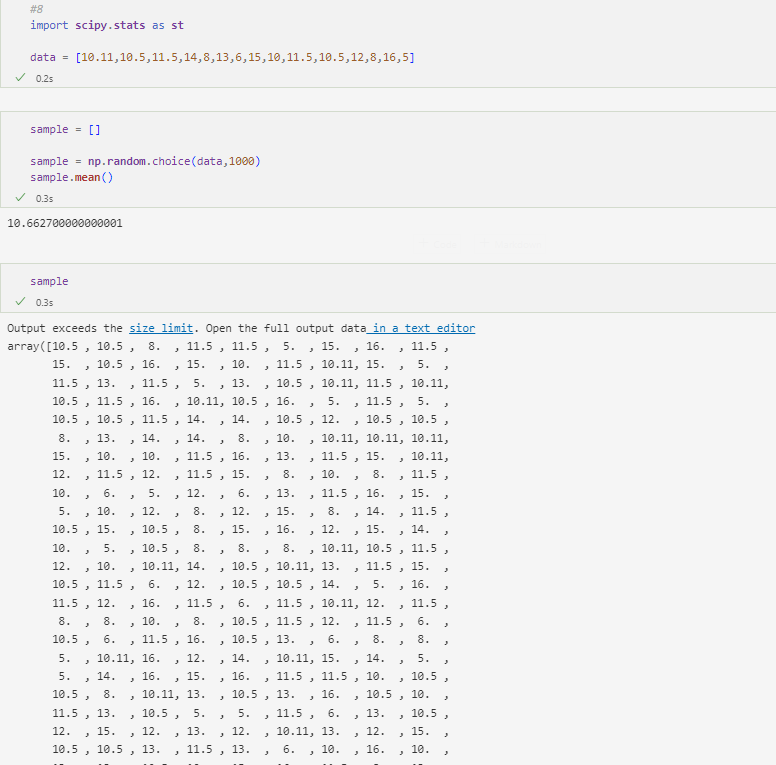 #8
import scipy.stats as st
data = [10.11,10.5,11.5,14,8,13,6,15,10,11.5,10.5,12,8,16,5]
0.2s
sample = []
sample = np.random.choice(data,1000)
sample.mean()
0.3s
10.662700000000001
sample
0.3s
Output exceeds the size limit. Open the full output data in a text editor
array([10.5 , 10.5 ,  8.  , 11.5 , 11.5 ,  5.  , 15.  , 16.  , 11.5 ,
15.  , 10.5 , 16.  , 15.  , 10.  , 11.5 , 10.11, 15.  ,  5.  ,
11.5 , 13.  , 11.5 ,  5.  , 13.  , 10.5 , 10.11, 11.5 , 10.11,
10.5 , 11.5 , 16.  , 10.11, 10.5 , 16.  ,  5.  , 11.5 ,  5.  ,
10.5 , 10.5 , 11.5 , 14.  , 14.  , 10.5 , 12.  , 10.5 , 10.5 ,
8.  , 13.  , 14.  , 14.  ,  8.  , 10.  , 10.11, 10.11, 10.11,
15.  , 10.  , 10.  , 11.5 , 16.  , 13.  , 11.5 , 15.  , 10.11,
12.  , 11.5 , 12.  , 11.5 , 15.  ,  8.  , 10.  ,  8.  , 11.5 ,
10.  ,  6.  ,  5.  , 12.  ,  6.  , 13.  , 11.5 , 16.  , 15.  ,
5.  , 10.  , 12.  ,  8.  , 12.  , 15.  ,  8.  , 14.  , 11.5 ,
10.5 , 15.  , 10.5 ,  8.  , 15.  , 16.  , 12.  , 15.  , 14.  ,
10.  ,  5.  , 10.5 ,  8.  ,  8.  ,  8.  , 10.11, 10.5 , 11.5 ,
12.  , 10.  , 10.11, 14.  , 10.5 , 10.11, 13.  , 11.5 , 15.  ,
10.5 , 11.5 ,  6.  , 12.  , 10.5 , 10.5 , 14.  ,  5.  , 16.  ,
11.5 , 12.  , 16.  , 11.5 ,  6.  , 11.5 , 10.11, 12.  , 11.5 ,
8.  ,  8.  , 10.  ,  8.  , 10.5 , 11.5 , 12.  , 11.5 ,  6.  ,
10.5 ,  6.  , 11.5 , 16.  , 10.5 , 13.  ,  6.  ,  8.  ,  8.  ,
5.  , 10.11, 16.  , 12.  , 14.  , 10.11, 15.  , 14.  ,  5.  ,
5.  , 14.  , 16.  , 15.  , 16.  , 11.5 , 11.5 , 10.  , 10.5 ,
10.5 ,  8.  , 10.11, 13.  , 10.5 , 13.  , 16.  , 10.5 , 10.  ,
11.5 , 13.  , 10.5 ,  5.  ,  5.  , 11.5 ,  6.  , 13.  , 10.5 ,
12.  , 15.  , 12.  , 13.  , 12.  , 10.11, 13.  , 12.  , 15.  ,
10.5 , 10.5 , 13.  , 11.5 , 13.  ,  6.  , 10.  , 16.  , 10.  ,